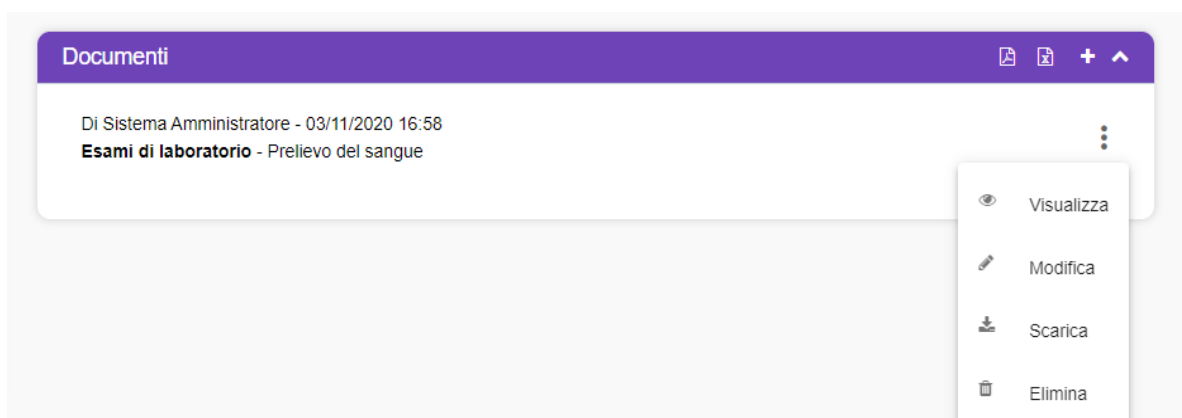 Documenti
Di Sistema Amministratore - 03/11/2020 16:58
Esami di laboratorio - Prelievo del sangue
Visualizza
Modifica
Scarica
Elimina